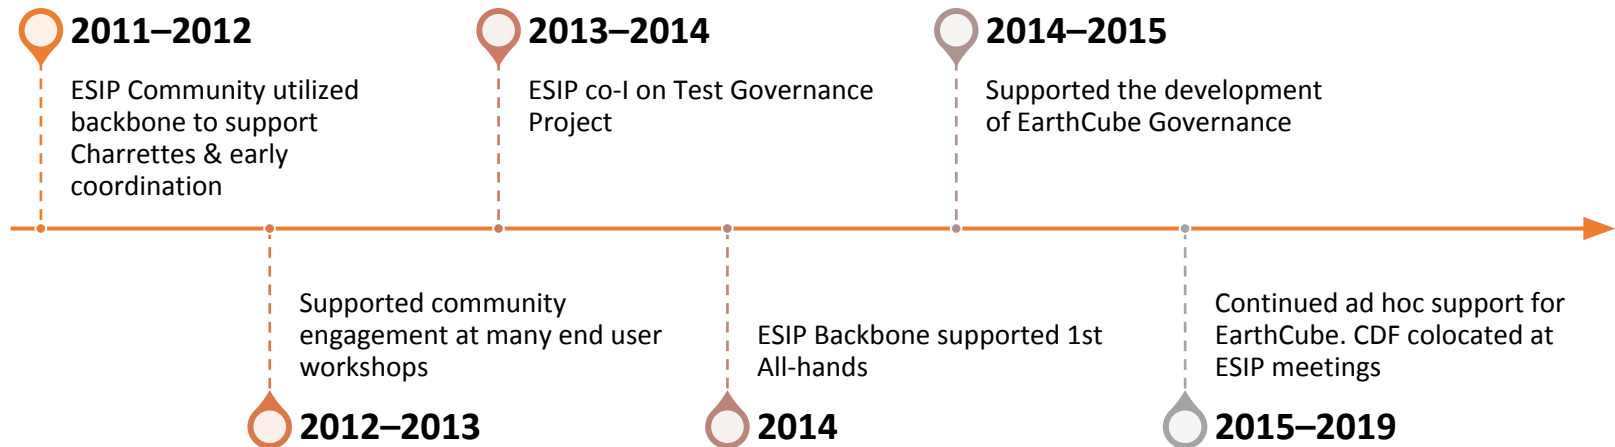 2011–2012
ESIP Community utilized
backbone to support
Charrettes & early
coordination
2012–2013
Supported community
engagement at many end user
workshops
2013–2014
ESIP co-I on Test Governance
Project
2014
ESIP Backbone supported 1st
All-hands
2014–2015
Supported the development
of EarthCube Governance
2015–2019
Continued ad hoc support for
EarthCube. CDF colocated at
ESIP meetings